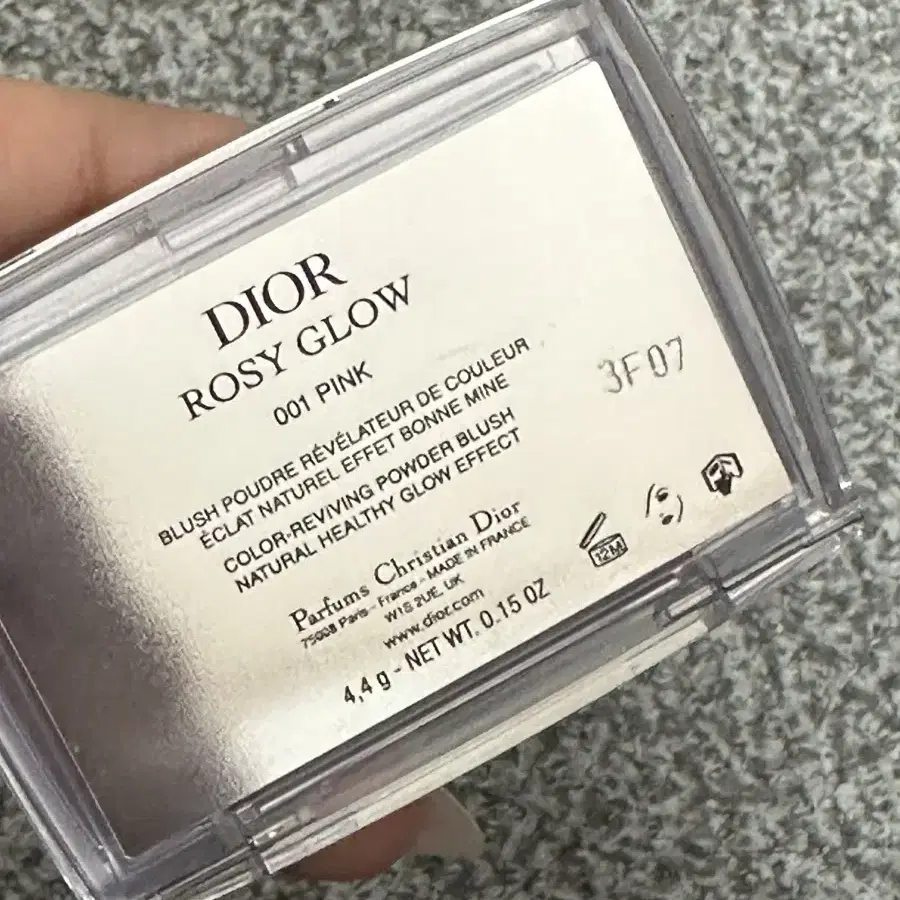 DIOR
ROSY GLOW
001 PINK
BLUSH POUDRE RÉVÉLATEUR DE COULEUR
ÉCLAT NATUREL EFFET BONNE MINE
COLOR-REVIVING POWDER BLUSH
NATURAL HEALTHY GLOW EFFECT
3F07
Parfums Christian Dior
75008 Paris - France - MADE IN FRANCE
W1S 2UE, UK
www.dior.com
4,4 g - NET WT. 0.15 OZ
12M